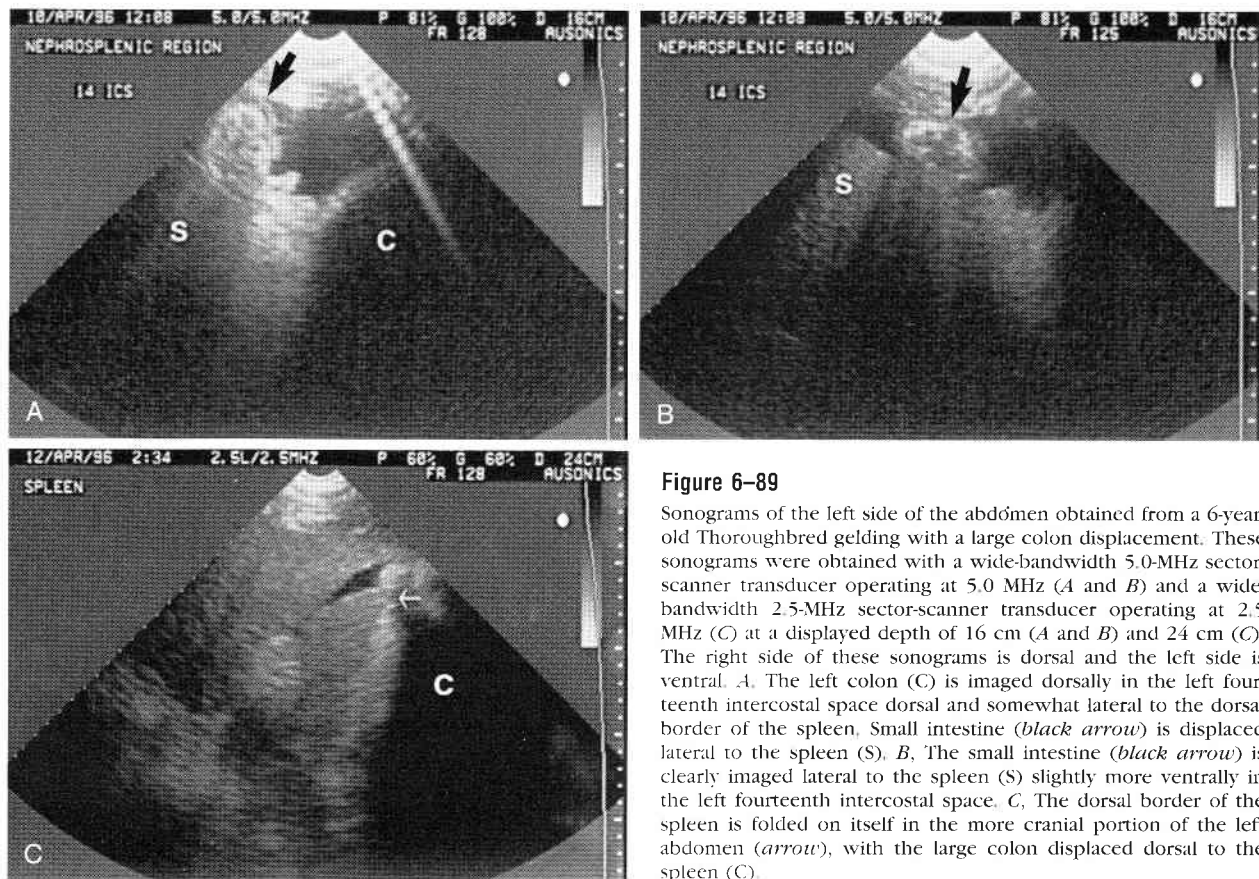 10/APR/96 12:08 5.0/5.0MHZ P 81% G 100% D 16CM
FR 128 AUSONICS
NEPHROSPLENIC REGION
14 ICS
S
C
A
10/APR/96 12:08 5.0/5.0MHZ P 81% G 100% D 16CM
FR 125 AUSONICS
NEPHROSPLENIC REGION
14 ICS
S
B
12/APR/96 2:34 2.5L/2.5MHZ P 60% G 60% D 24CM
FR 128 AUSONICS
SPLEEN
C
C
Figure 6–89
Sonograms of the left side of the abdomen obtained from a 6-year
old Thoroughbred gelding with a large colon displacement. These
sonograms were obtained with a wide-bandwidth 5.0-MHz sector
scanner transducer operating at 5.0 MHz (A and B) and a wide
bandwidth 2.5-MHz sector-scanner transducer operating at 2.5
MHz (C) at a displayed depth of 16 cm (A and B) and 24 cm (C)
The right side of these sonograms is dorsal and the left side is
ventral. A, The left colon (C) is imaged dorsally in the left four
teenth intercostal space dorsal and somewhat lateral to the dorsal
border of the spleen. Small intestine (black arrow) is displaced
lateral to the spleen (S). B, The small intestine (black arrow) is
clearly imaged lateral to the spleen (S) slightly more ventrally in
the left fourteenth intercostal space. C, The dorsal border of the
spleen is folded on itself in the more cranial portion of the left
abdomen (arrow), with the large colon displaced dorsal to the
spleen (C).